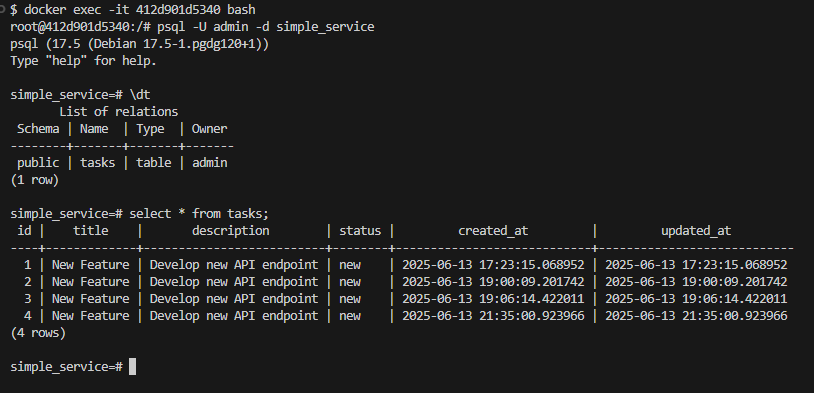 $ docker exec -it 412d901d5340 bash
root@412d901d5340:/# psql -U admin -d simple_service
psql (17.5 (Debian 17.5-1.pgdg120+1))
Type "help" for help.

simple_service=# \dt
       List of relations
 Schema | Name  | Type  | Owner
--------+-------+-------+-------
 public | tasks | table | admin
(1 row)

simple_service=# select * from tasks;
 id |    title    |       description        | status |         created_at         |         updated_at
----+-------------+--------------------------+--------+----------------------------+----------------------------
  1 | New Feature | Develop new API endpoint | new    | 2025-06-13 17:23:15.068952 | 2025-06-13 17:23:15.068952
  2 | New Feature | Develop new API endpoint | new    | 2025-06-13 19:00:09.201742 | 2025-06-13 19:00:09.201742
  3 | New Feature | Develop new API endpoint | new    | 2025-06-13 19:06:14.422011 | 2025-06-13 19:06:14.422011
  4 | New Feature | Develop new API endpoint | new    | 2025-06-13 21:35:00.923966 | 2025-06-13 21:35:00.923966
(4 rows)

simple_service=#